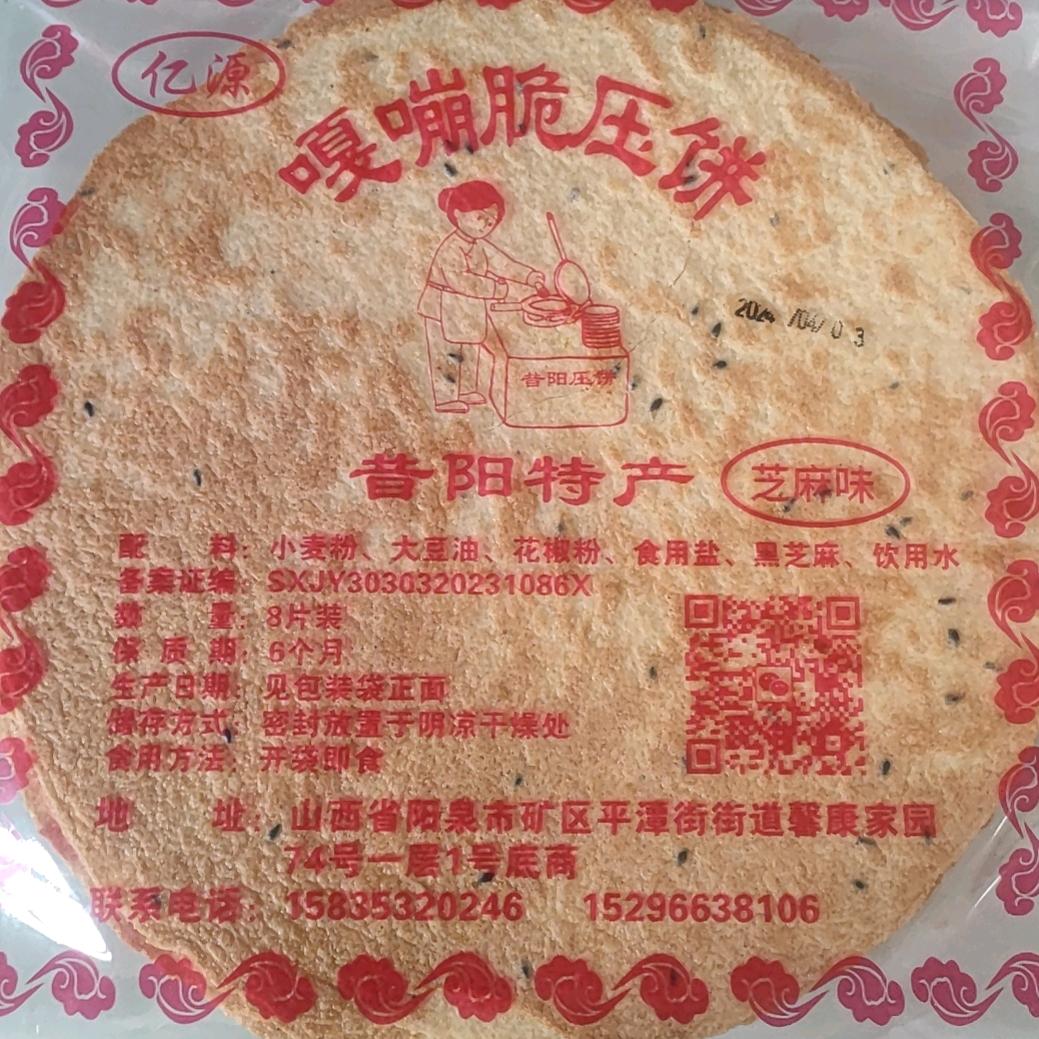 亿源
嘎嘣脆压饼
2024/04/03
昔阳压饼
昔阳特产 芝麻味
配 料：小麦粉、大豆油、花椒粉、食用盐、黑芝麻、饮用水
备案证编：SXJY3030320231086X
数 量：8片装
保 质 期：6个月
生产日期：见包装袋正面
储存方式：密封放置于阴凉干燥处
食用方法：开袋即食
地 址：山西省阳泉市矿区平潭街街道馨康家园
74号一层1号底商
联系电话：15835320246 15296638106